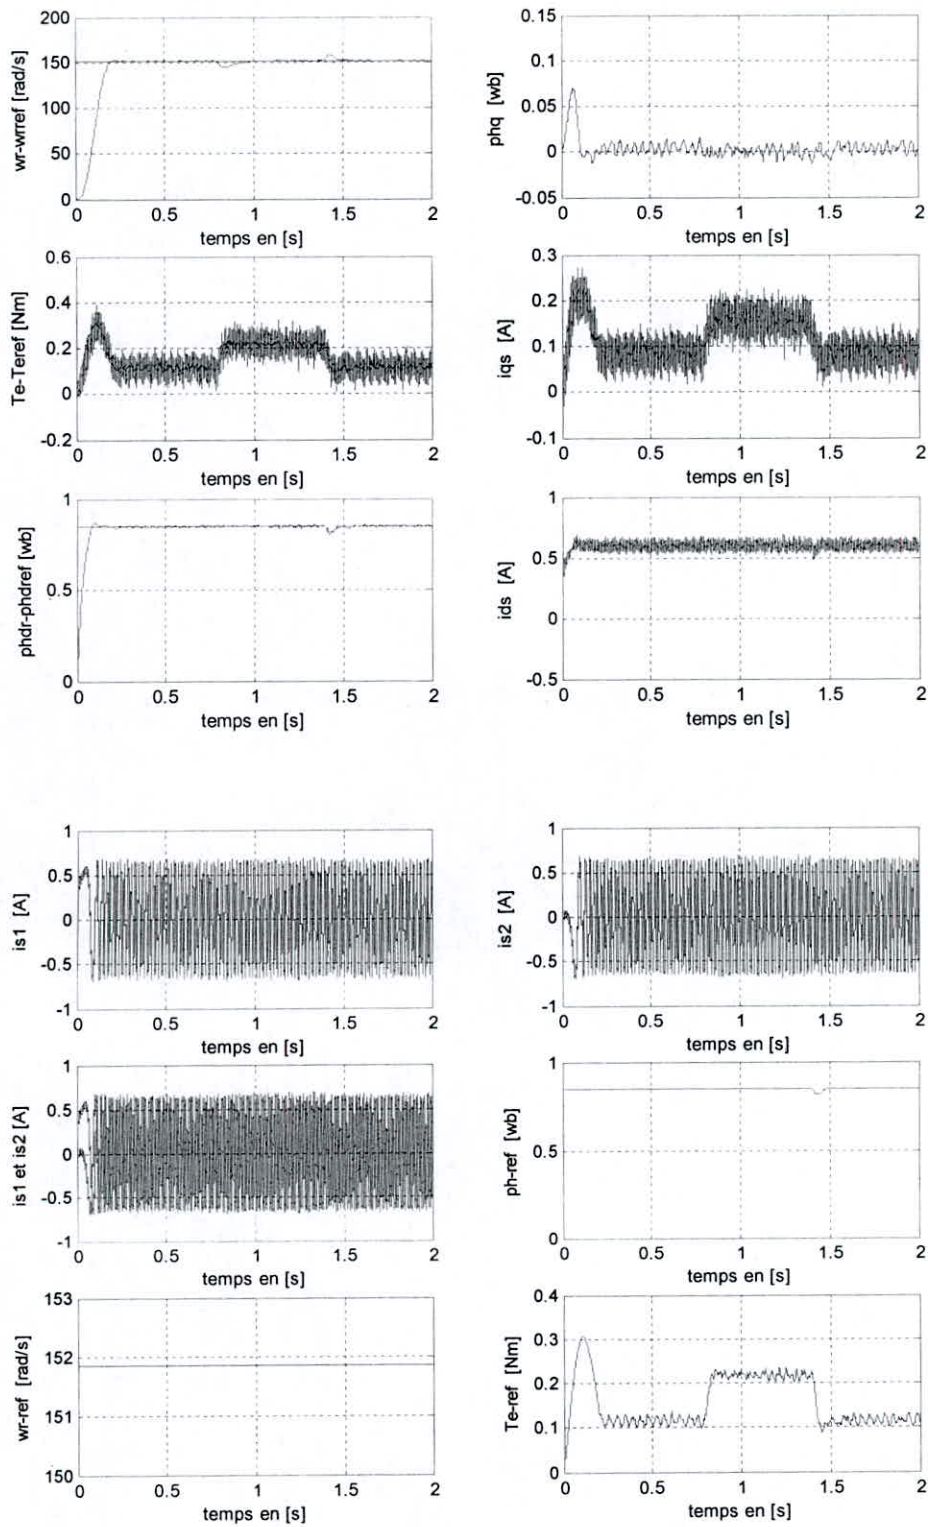 200
150
100
50
0
wr-wrref [rad/s]
0 0.5 1 1.5 2
temps en [s]
0.15
0.1
0.05
0
-0.05
phq [wb]
0 0.5 1 1.5 2
temps en [s]
0.6
0.4
0.2
0
-0.2
Te-Teref [Nm]
0 0.5 1 1.5 2
temps en [s]
0.3
0.2
0.1
0
-0.1
iqs [A]
0 0.5 1 1.5 2
temps en [s]
1
0.5
0
phdr-phdref [wb]
0 0.5 1 1.5 2
temps en [s]
1
0.5
0
-0.5
ids [A]
0 0.5 1 1.5 2
temps en [s]
1
0.5
0
-0.5
-1
is1 [A]
0 0.5 1 1.5 2
temps en [s]
1
0.5
0
-0.5
-1
is2 [A]
0 0.5 1 1.5 2
temps en [s]
1
0.5
0
-0.5
-1
is1 et is2 [A]
0 0.5 1 1.5 2
temps en [s]
1
0.5
0
ph-ref [wb]
0 0.5 1 1.5 2
temps en [s]
153
152
151
150
wr-ref [rad/s]
0 0.5 1 1.5 2
temps en [s]
0.4
0.3
0.2
0.1
0
Te-ref [Nm]
0 0.5 1 1.5 2
temps en [s]